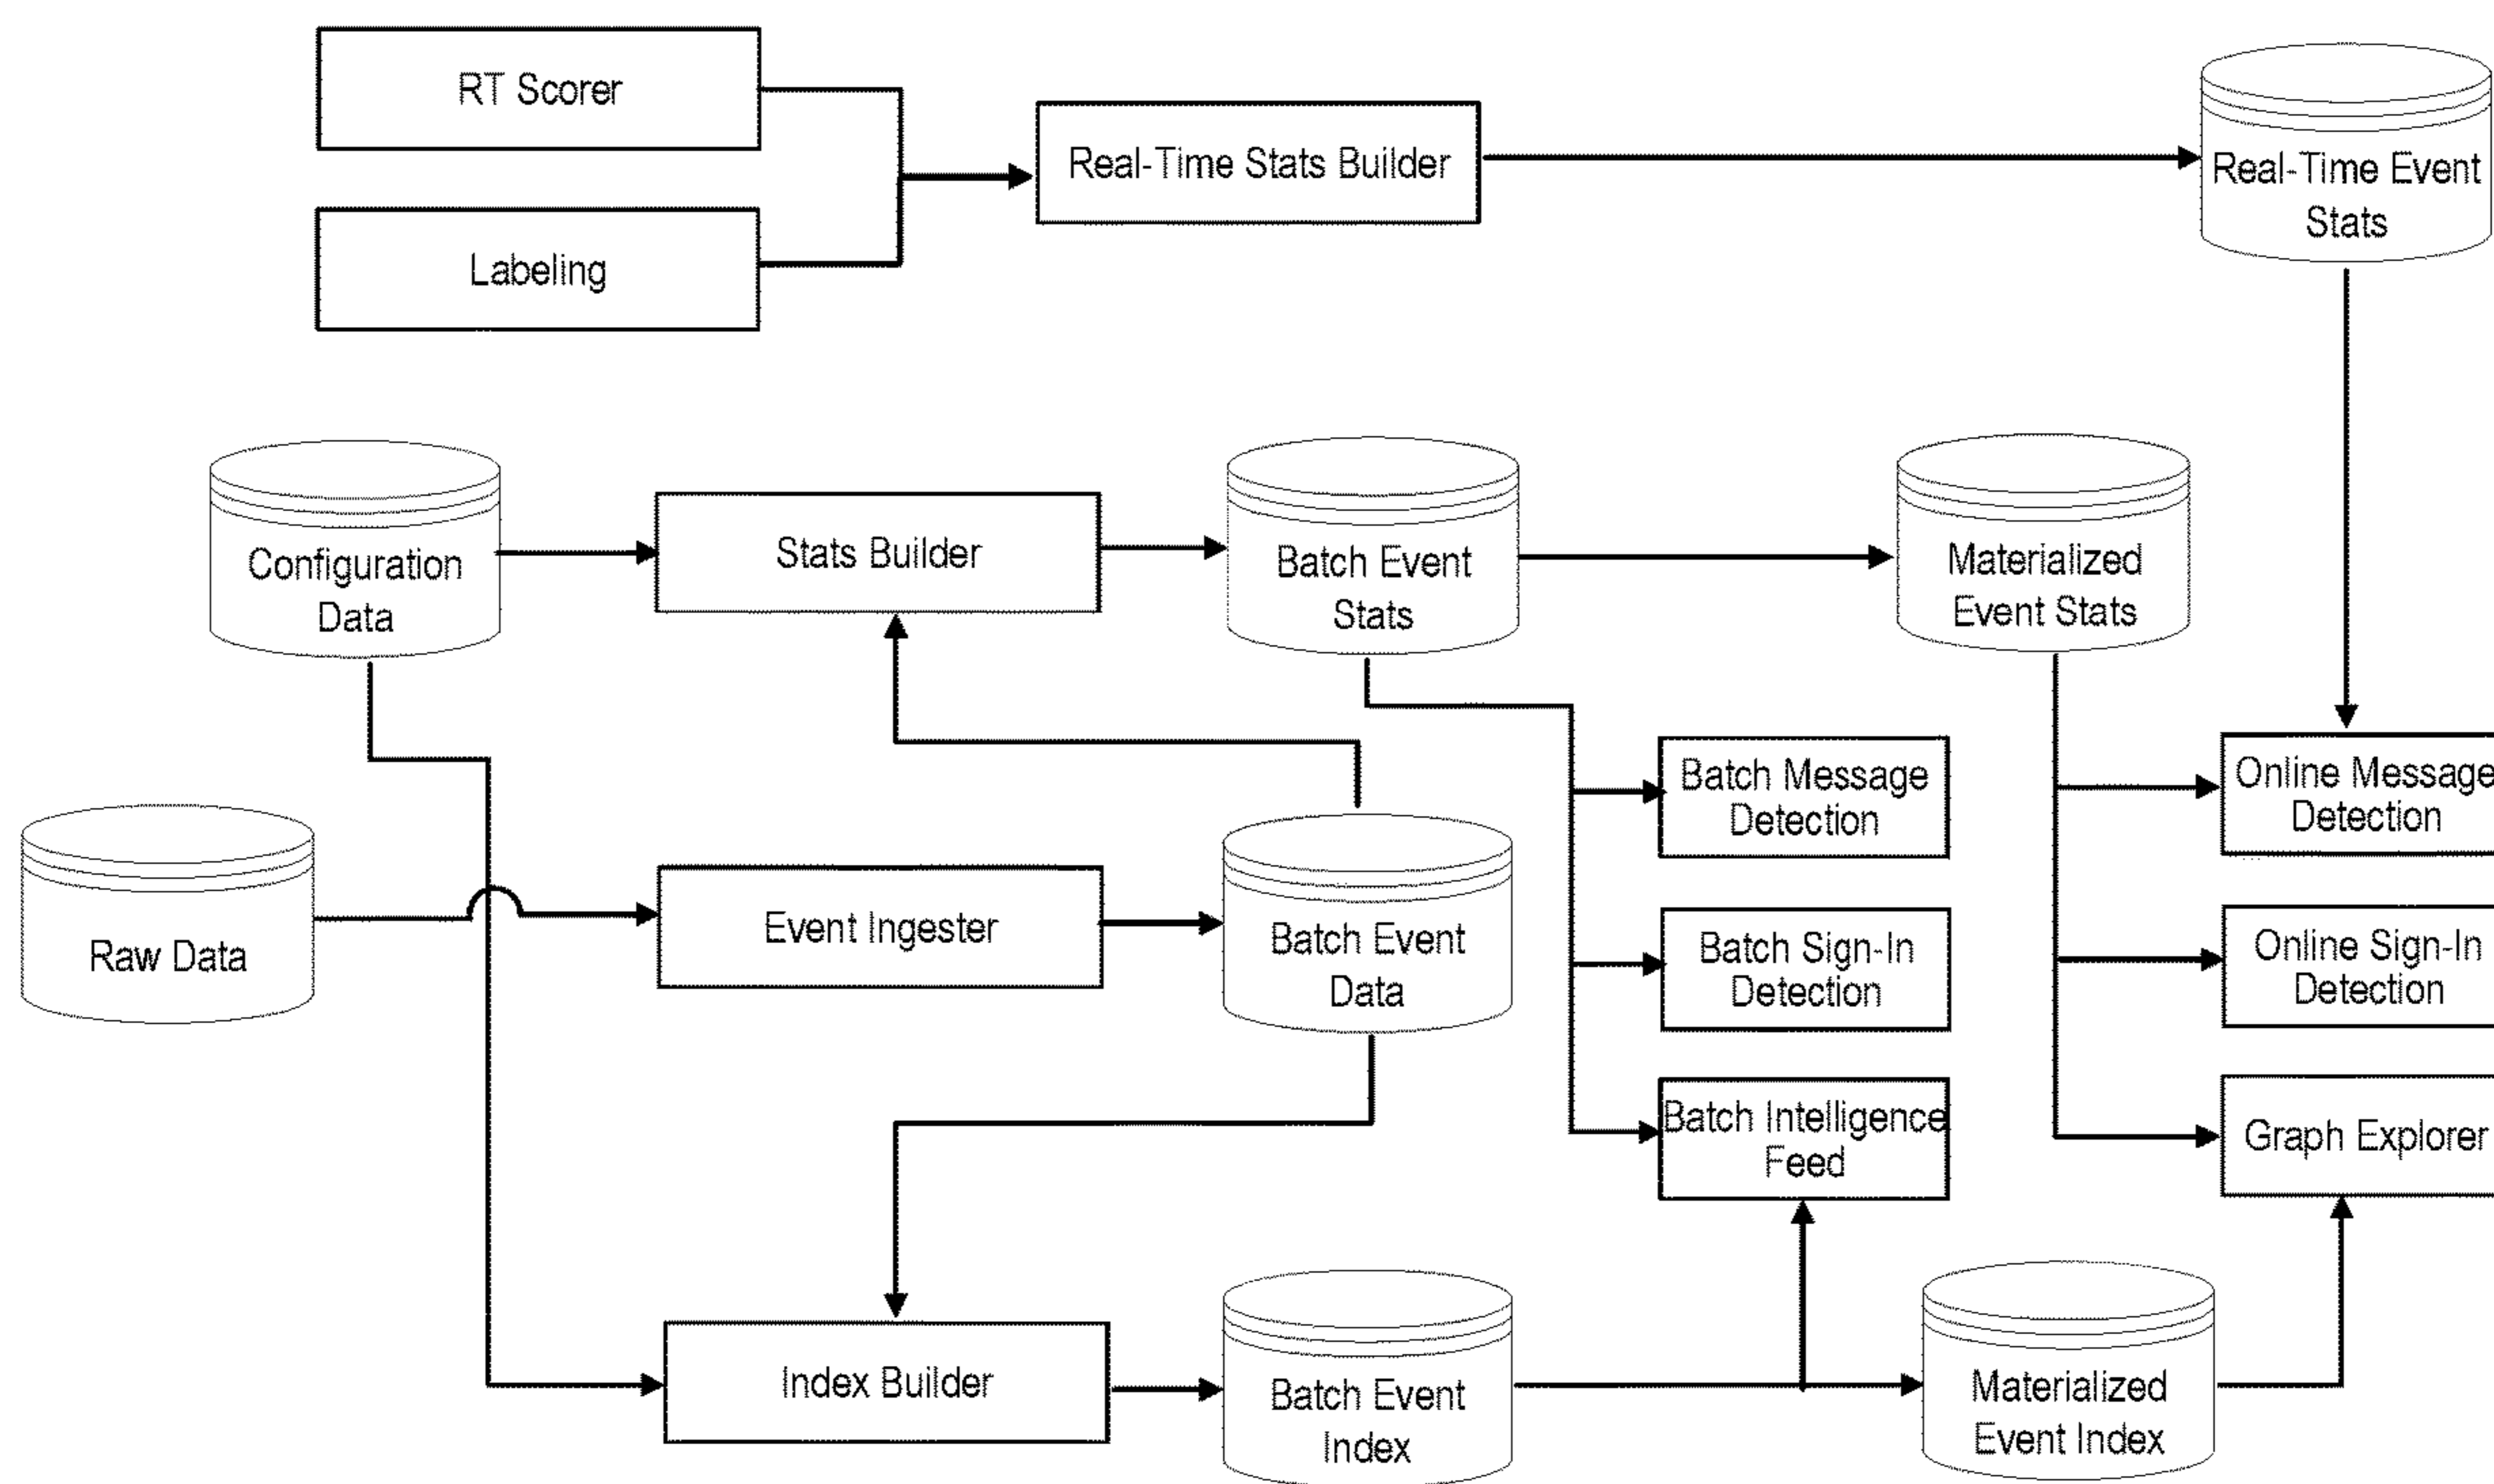 RT Scorer
Labeling
Real-Time Stats Builder
Real-Time Event
Stats
Configuration
Data
Stats Builder
Batch Event
Stats
Materialized
Event Stats
Raw Data
Event Ingester
Batch Event
Data
Batch Message
Detection
Batch Sign-In
Detection
Batch Intelligence
Feed
Online Message
Detection
Online Sign-In
Detection
Graph Explorer
Index Builder
Batch Event
Index
Materialized
Event Index